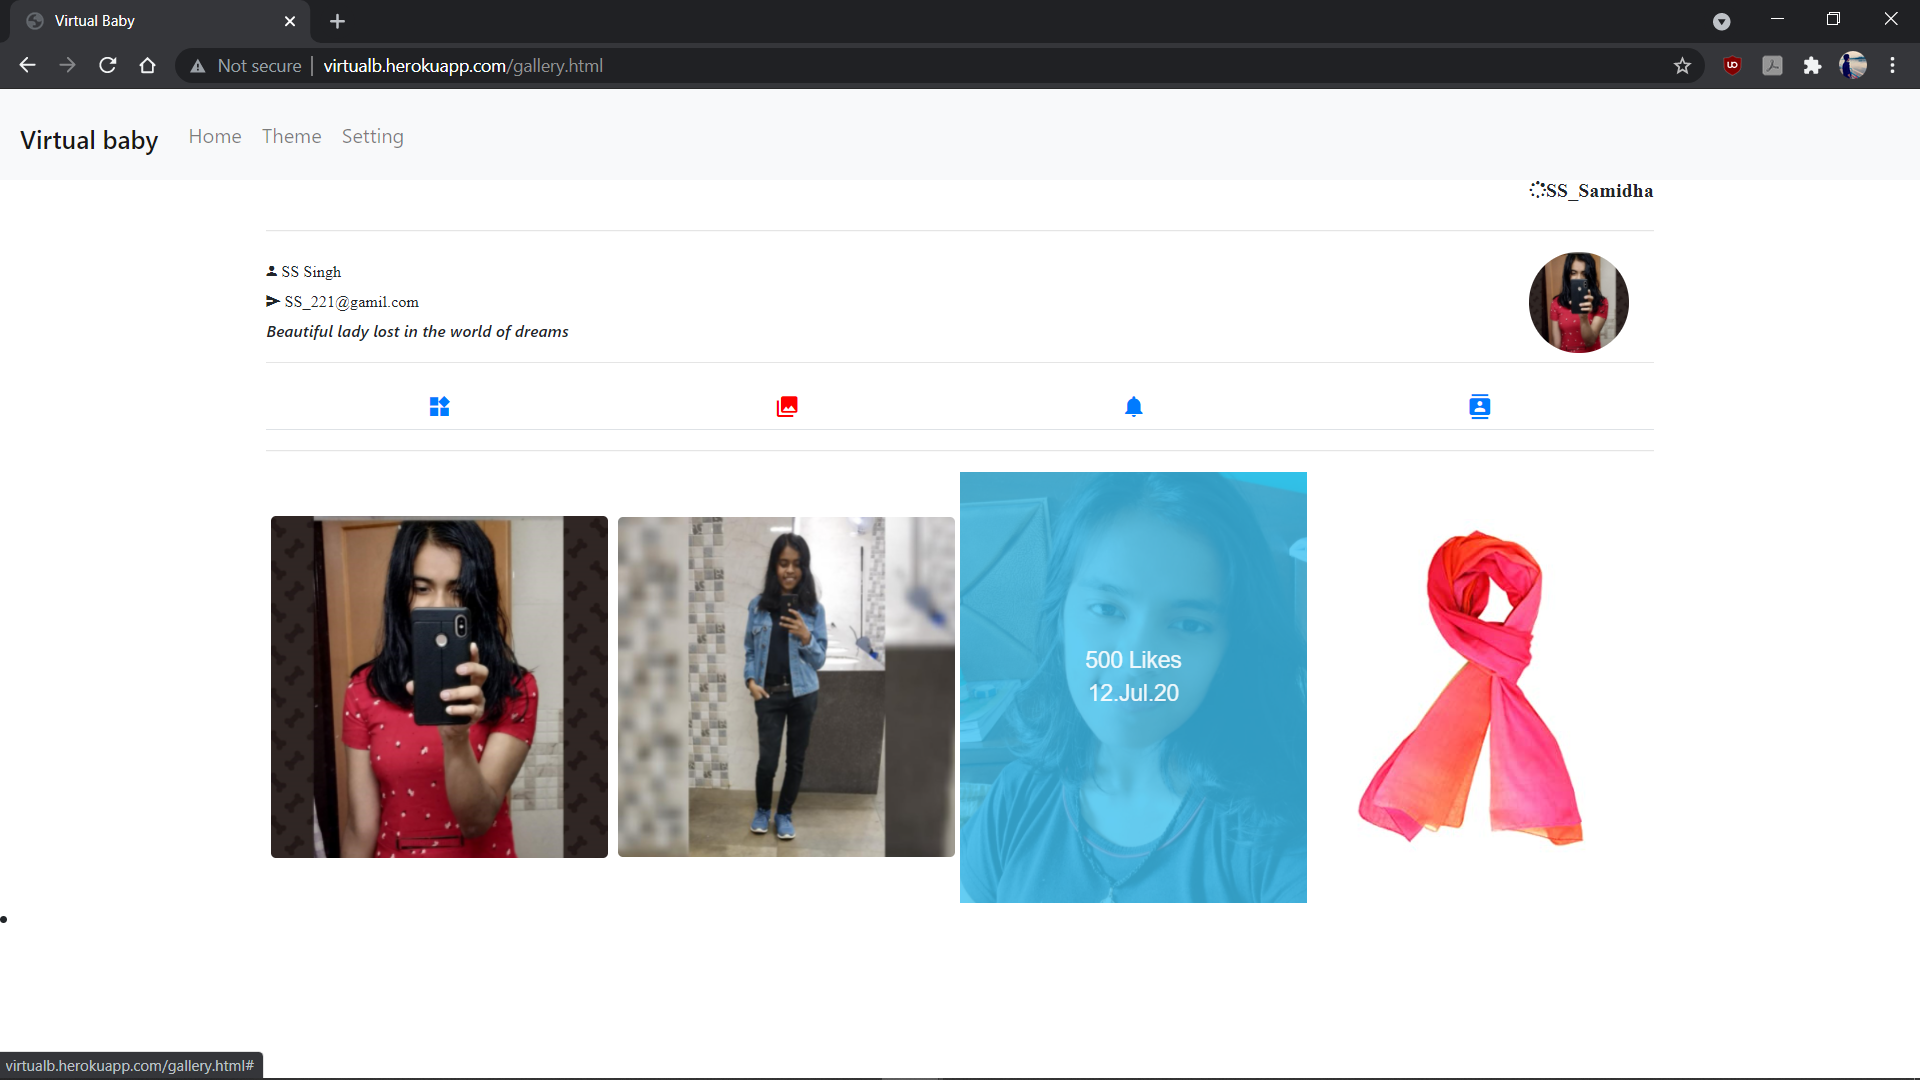 Virtual Baby
Not secure | virtualb.herokuapp.com/gallery.html
Virtual baby Home Theme Setting
SS_Samidha
SS Singh
SS_221@gamil.com
Beautiful lady lost in the world of dreams
500 Likes
12.Jul.20
virtualb.herokuapp.com/gallery.html#